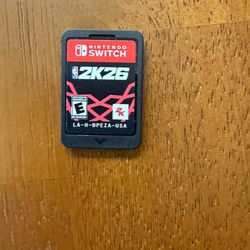 NINTENDO
SWITCH
NBA 2K26
E
2K
LA-H-BPEZA-USA